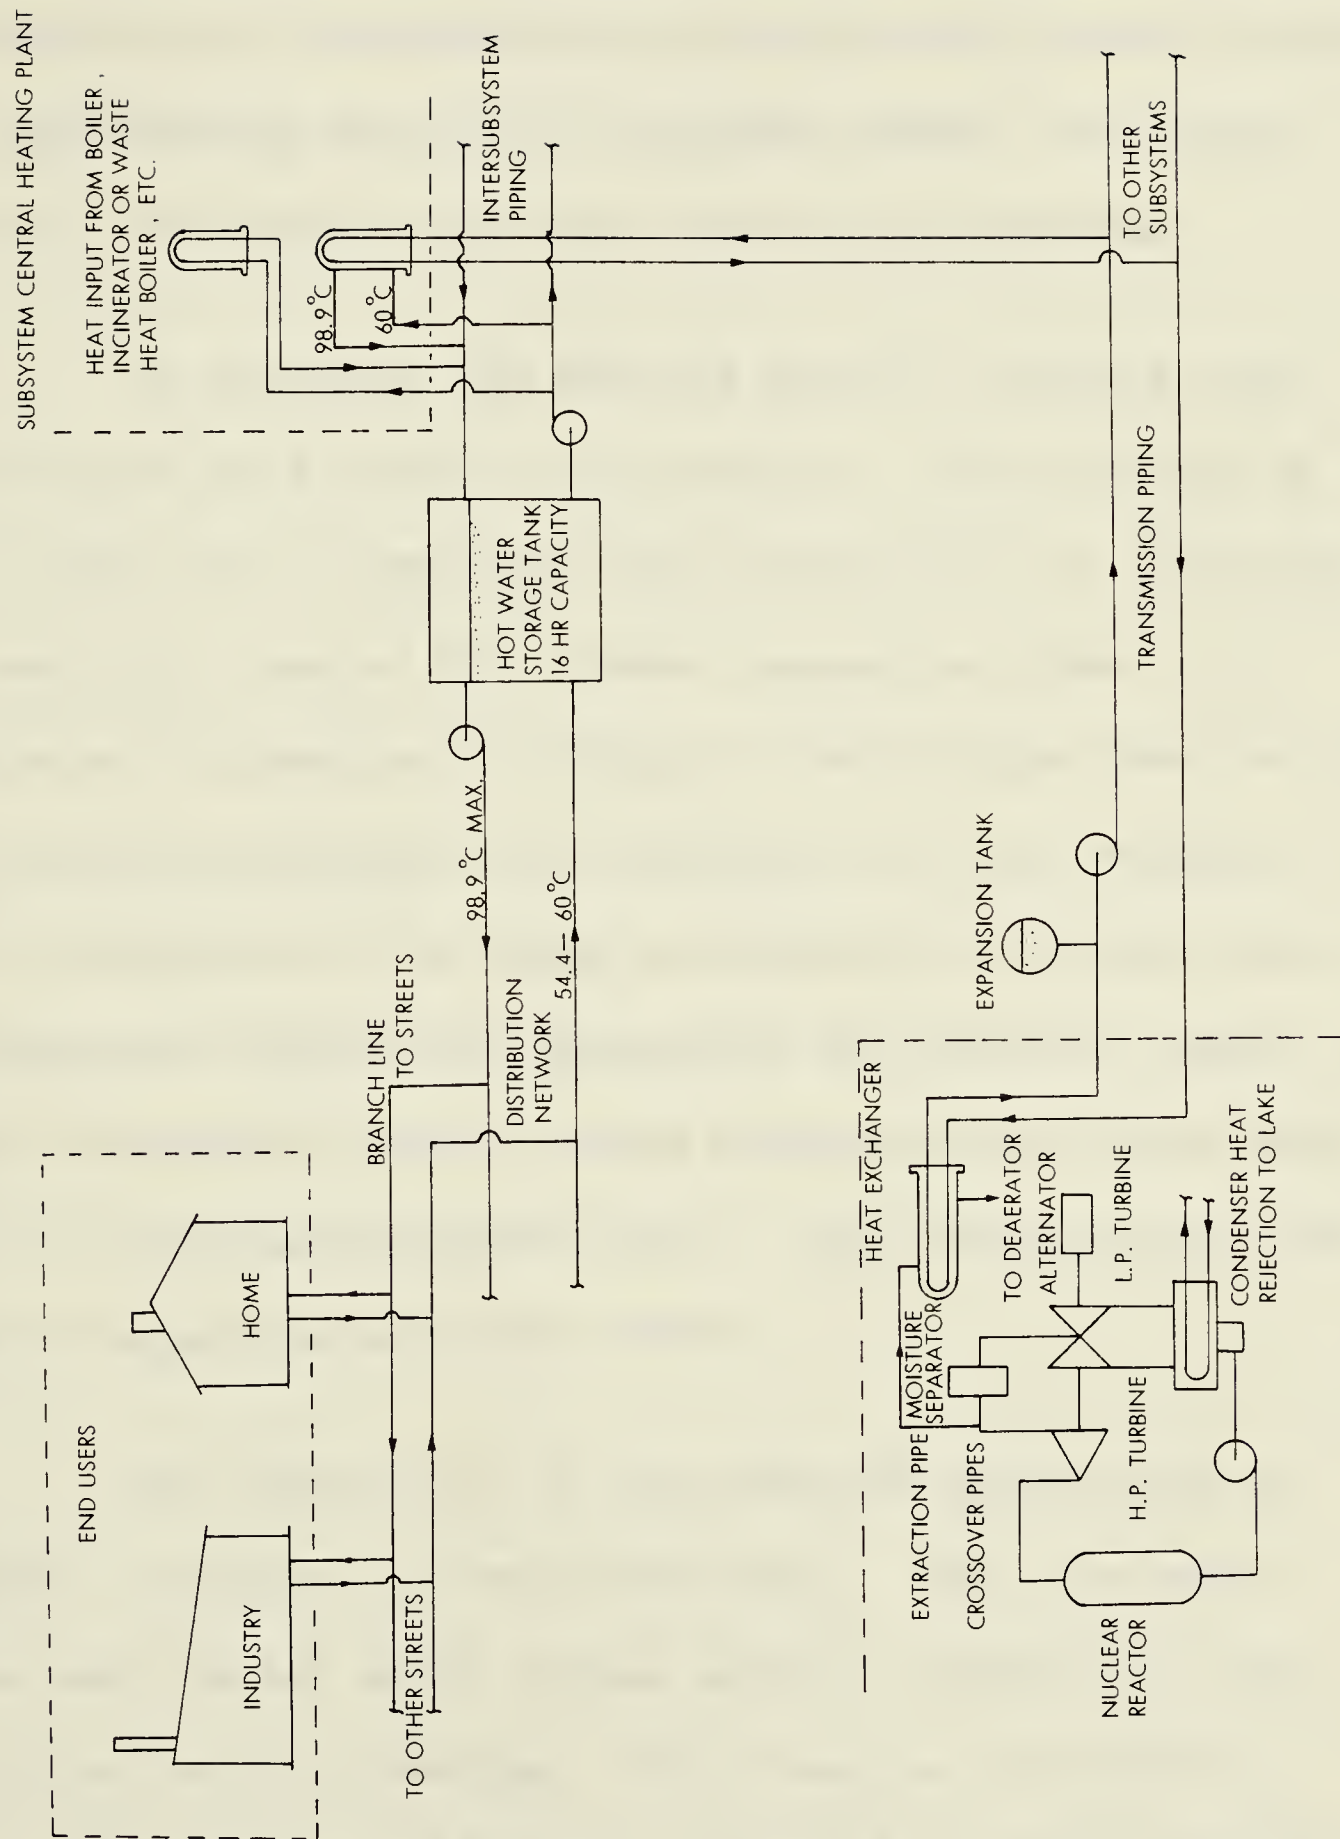 SUBSYSTEM CENTRAL HEATING PLANT
HEAT INPUT FROM BOILER,
INCINERATOR OR WASTE
HEAT BOILER, ETC.
98.9°C
60°C
INTERSUBSYSTEM
PIPING
TO OTHER
SUBSYSTEMS
HOT WATER
STORAGE TANK
16 HR CAPACITY
TRANSMISSION PIPING
98.9°C MAX.
54.4 — 60°C
DISTRIBUTION
NETWORK
BRANCH LINE
TO STREETS
EXPANSION TANK
END USERS
HOME
INDUSTRY
TO OTHER STREETS
HEAT EXCHANGER
TO DEAERATOR
ALTERNATOR
L.P. TURBINE
CONDENSER HEAT
REJECTION TO LAKE
MOISTURE
SEPARATOR
EXTRACTION PIPE
CROSSOVER PIPES
H.P. TURBINE
NUCLEAR
REACTOR